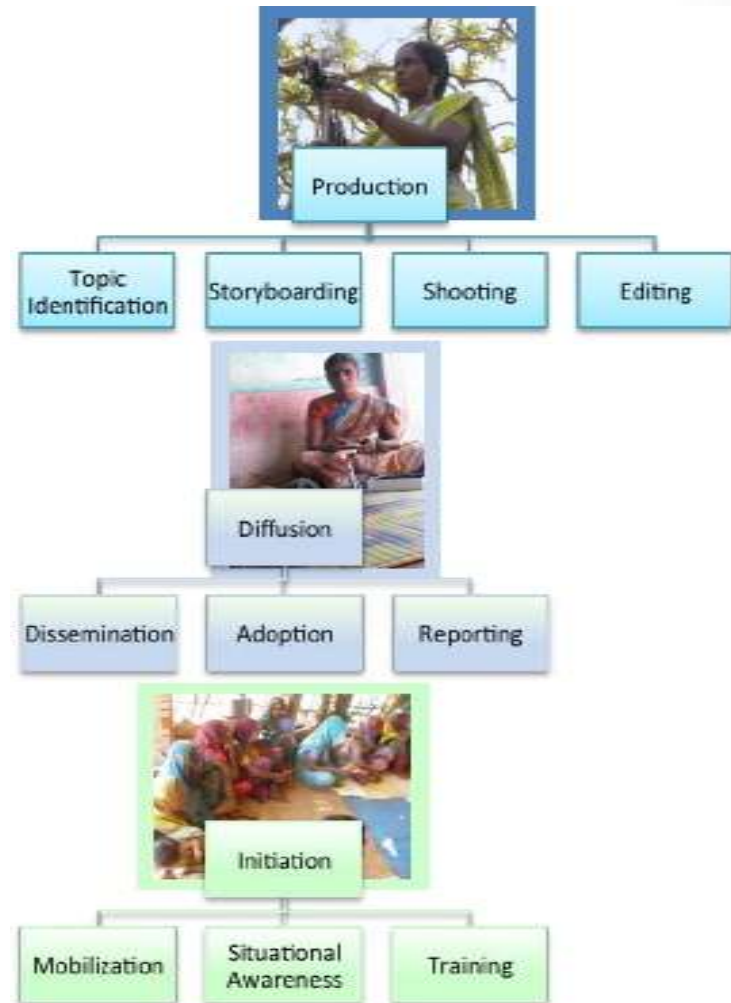 Production
Topic
Identification
Storyboarding
Shooting
Editing
Diffusion
Dissemination
Adoption
Reporting
Initiation
Mobilization
Situational
Awareness
Training